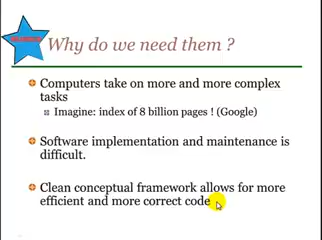 Why do we need them ?
Computers take on more and more complex
tasks
Imagine: index of 8 billion pages ! (Google)
Software implementation and maintenance is
difficult.
Clean conceptual framework allows for more
efficient and more correct code